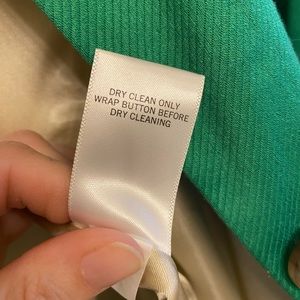 DRY CLEAN ONLY
WRAP BUTTON BEFORE
DRY CLEANING